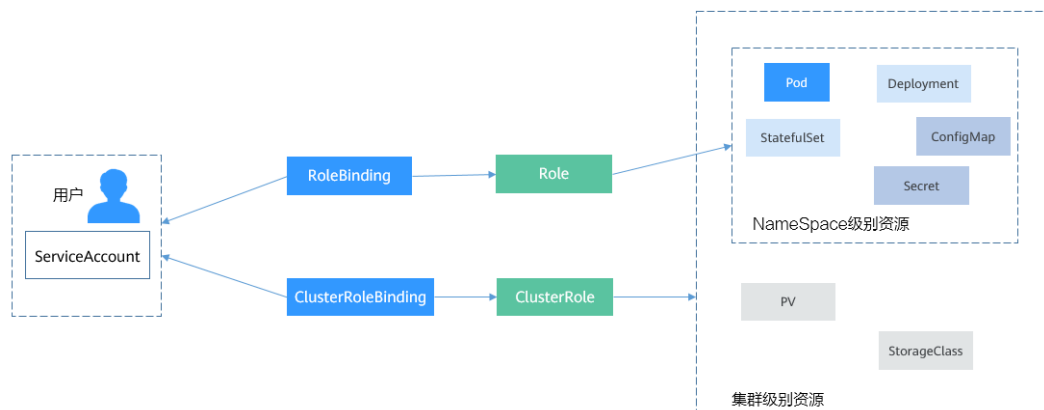 用户
ServiceAccount
RoleBinding
Role
ClusterRoleBinding
ClusterRole
Pod
Deployment
StatefulSet
ConfigMap
Secret
NameSpace级别资源
PV
StorageClass
集群级别资源